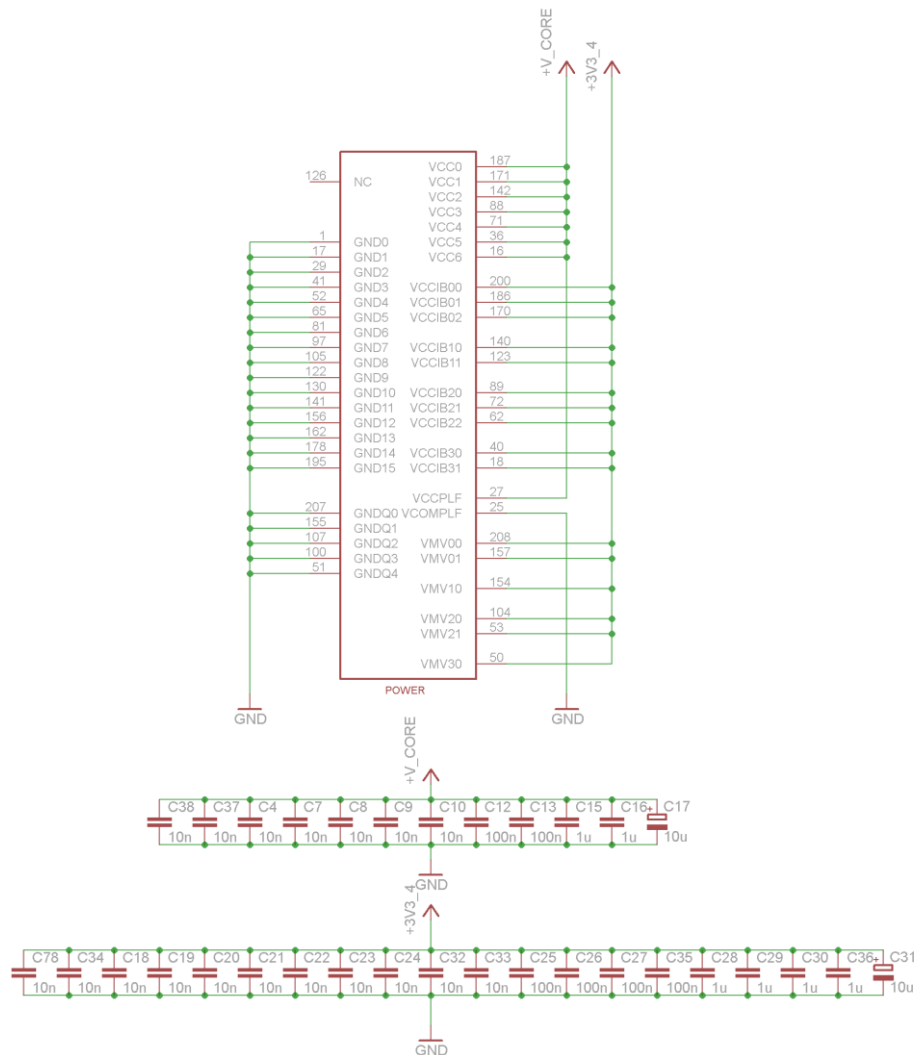 +V_CORE
+3V3_4
126 NC
VCC0 187
VCC1 171
VCC2 142
VCC3 88
VCC4 71
1 GND0 VCC5 36
17 GND1 VCC6 16
29 GND2
41 GND3 VCCIB00 200
52 GND4 VCCIB01 186
65 GND5 VCCIB02 170
81 GND6
97 GND7 VCCIB10 140
105 GND8 VCCIB11 123
122 GND9
130 GND10 VCCIB20 89
141 GND11 VCCIB21 72
156 GND12 VCCIB22 62
162 GND13
178 GND14 VCCIB30 40
195 GND15 VCCIB31 18
VCCPLF 27
207 GNDQ0 VCOMPLF 25
155 GNDQ1
107 GNDQ2 VMV00 208
100 GNDQ3 VMV01 157
51 GNDQ4
VMV10 154
VMV20 104
VMV21 53
VMV30 50
POWER
GND GND
+V_CORE
C38 C37 C4 C7 C8 C9 C10 C12 C13 C15 C16 C17
10n 10n 10n 10n 10n 10n 10n 100n 100n 1u 1u 10u
GND
+3V3_4
C78 C34 C18 C19 C20 C21 C22 C23 C24 C32 C33 C25 C26 C27 C35 C28 C29 C30 C36 C31
10n 10n 10n 10n 10n 10n 10n 10n 10n 10n 10n 100n 100n 100n 100n 1u 1u 1u 1u 10u
GND